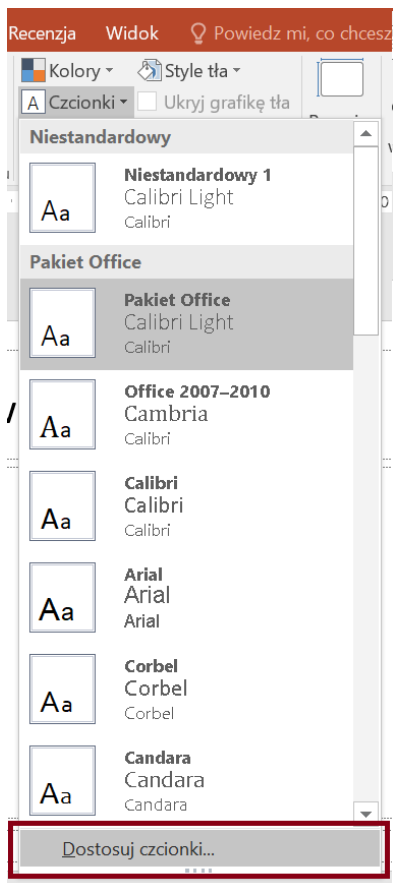 Recenzja Widok Powiedz mi, co chcesz
Kolory Style tła
A Czcionki Ukryj grafikę tła
Niestandardowy
Aa
Niestandardowy 1
Calibri Light
Calibri
Pakiet Office
Aa
Pakiet Office
Calibri Light
Calibri
Aa
Office 2007–2010
Cambria
Calibri
Aa
Calibri
Calibri
Calibri
Aa
Arial
Arial
Arial
Aa
Corbel
Corbel
Corbel
Aa
Candara
Candara
Candara
Dostosuj czcionki...